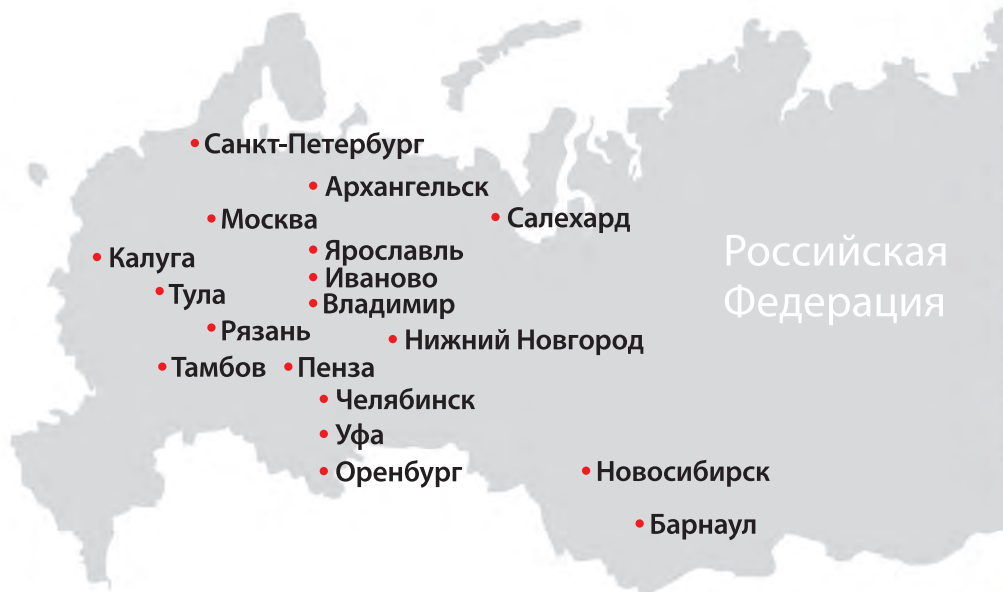 Санкт-Петербург
Архангельск
Москва
Салехард
Ярославль
Калуга
Иваново
Тула
Владимир
Рязань
Нижний Новгород
Тамбов
Пенза
Челябинск
Уфа
Оренбург
Новосибирск
Барнаул
Российская
Федерация